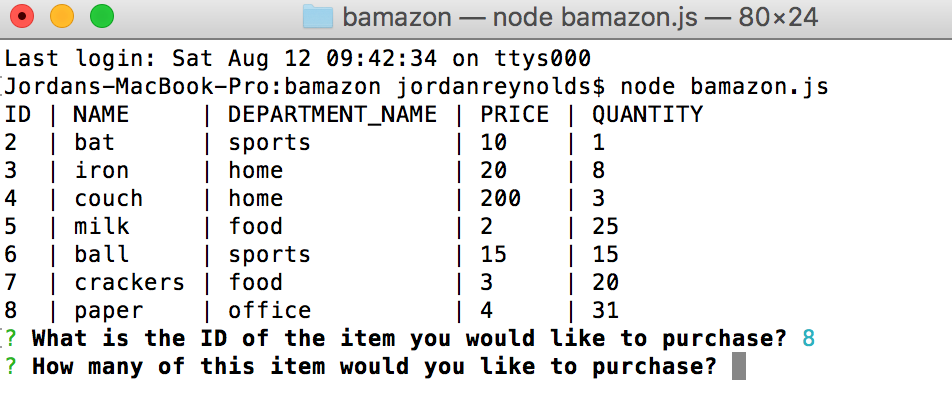 bamazon — node bamazon.js — 80×24
Last login: Sat Aug 12 09:42:34 on ttys000
[Jordans-MacBook-Pro:bamazon jordanreynolds$ node bamazon.js
ID | NAME     | DEPARTMENT_NAME | PRICE | QUANTITY
2  | bat      | sports          | 10    | 1
3  | iron     | home            | 20    | 8
4  | couch    | home            | 200   | 3
5  | milk     | food            | 2     | 25
6  | ball     | sports          | 15    | 15
7  | crackers | food            | 3     | 20
8  | paper    | office          | 4     | 31
[? What is the ID of the item you would like to purchase? 8
? How many of this item would you like to purchase?